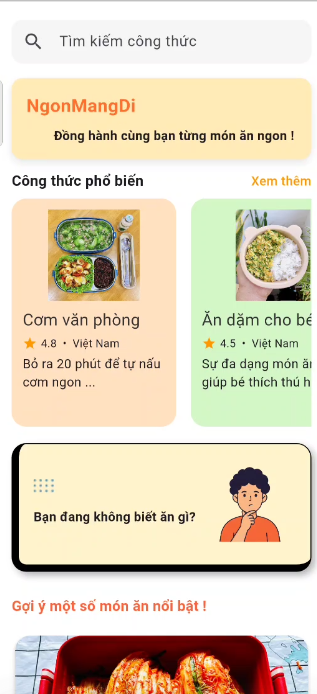 Tìm kiếm công thức
NgonMangDi
Đồng hành cùng bạn từng món ăn ngon !
Công thức phổ biến
Xem thêm
Cơm văn phòng
4.8 • Việt Nam
Bỏ ra 20 phút để tự nấu
cơm ngon ...
Ăn dặm cho bé
4.5 • Việt Nam
Sự đa dạng món ăn
giúp bé thích thú h
Bạn đang không biết ăn gì?
Gợi ý một số món ăn nổi bật !